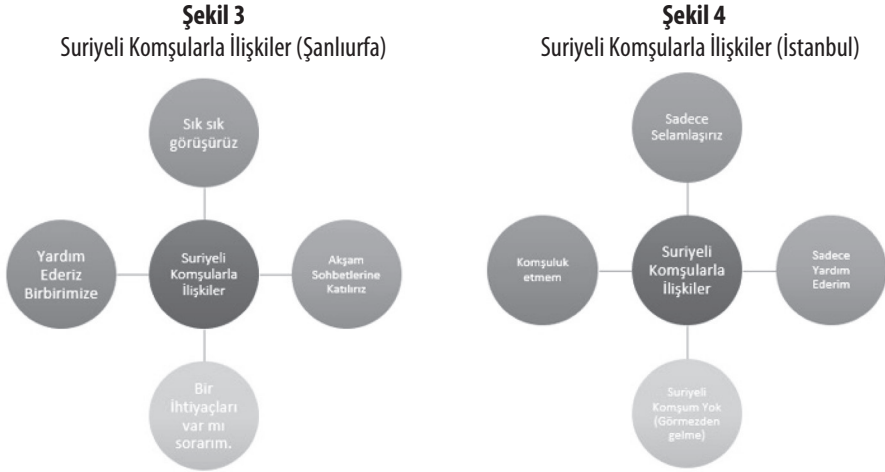 Şekil 3
Suriyeli Komşularla İlişkiler (Şanlıurfa)
Sık sık
görüşürüz
Yardım
Ederiz
Birbirimize
Suriyeli
Komşularla
İlişkiler
Akşam
Sohbetlerine
Katılırız
Bir
İhtiyaçları
var mı
sorarım.
Şekil 4
Suriyeli Komşularla İlişkiler (İstanbul)
Sadece
Selamlaşırız
Komşuluk
etmem
Suriyeli
Komşularla
İlişkiler
Sadece
Yardım
Ederim
Suriyeli
Komşum Yok
(Görmezden
gelme)